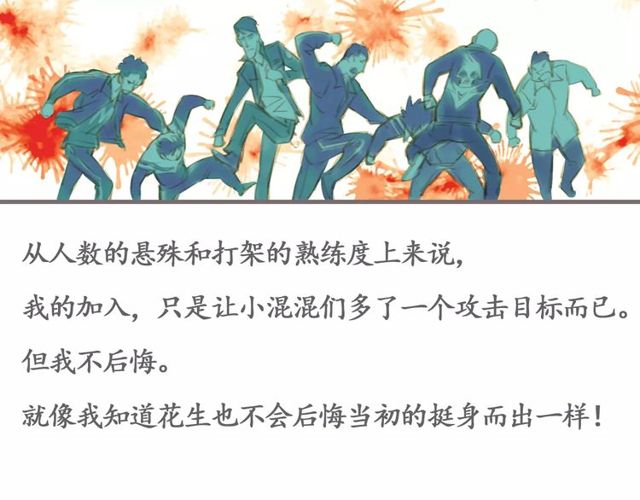 从人数的悬殊和打架的熟练度上来说,
我的加入，只是让小混混们多了一个攻击目标而已。
但我不后悔。
就像我知道花生也不会后悔当初的挺身而出一样！